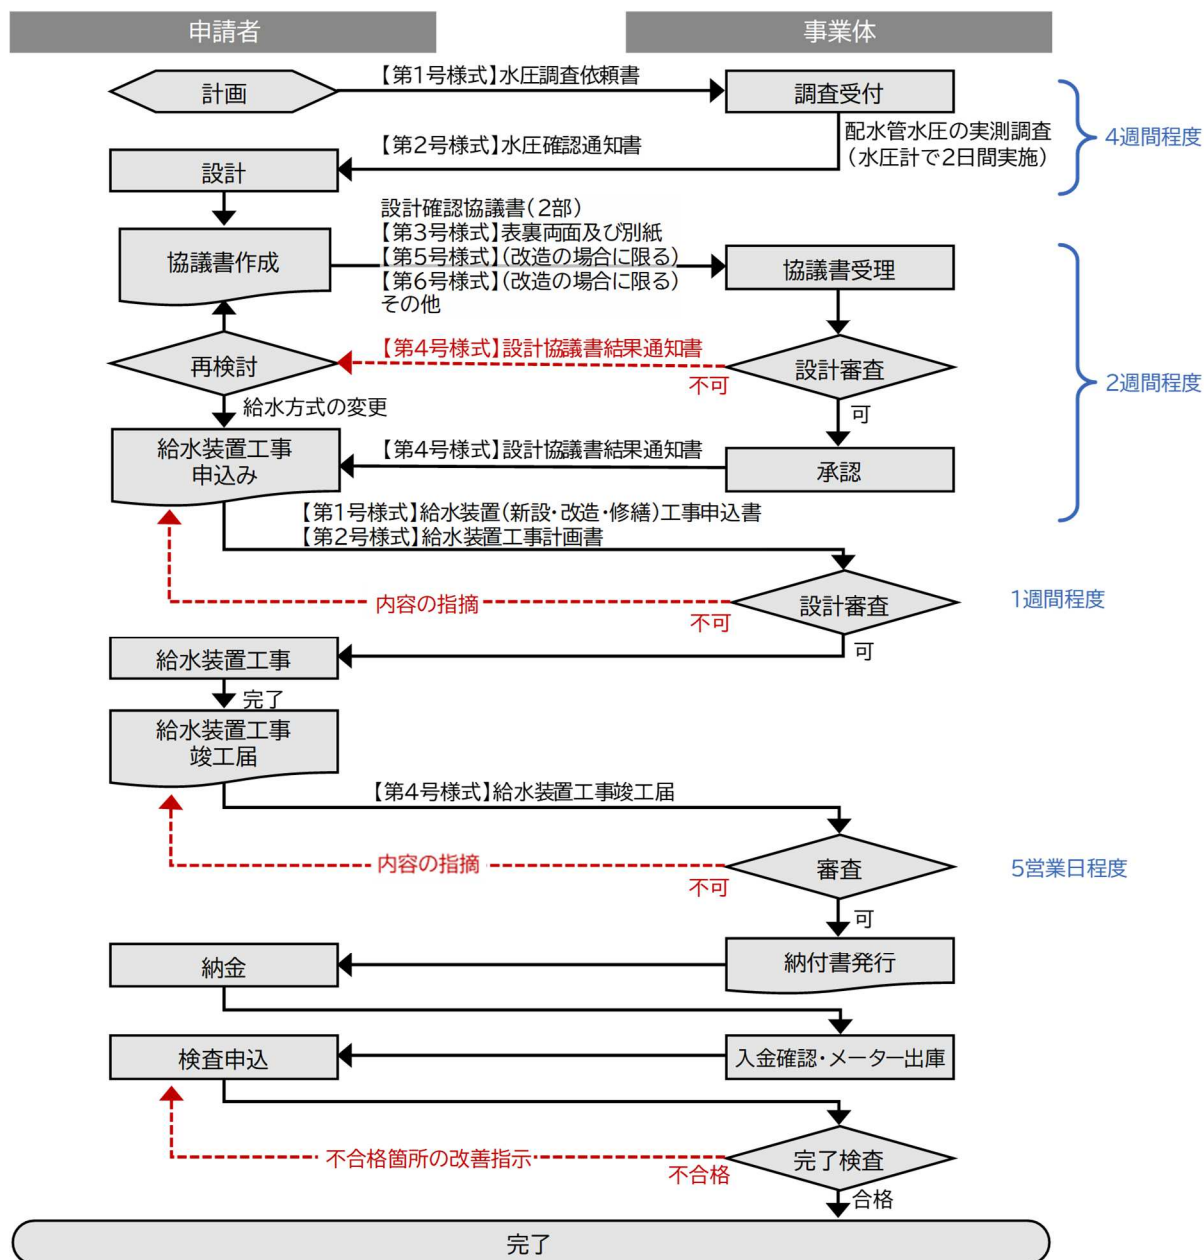 申請者
事業体
計画
【第1号様式】水圧調査依頼書
調査受付
配水管水圧の実測調査
（水圧計で2日間実施）
4週間程度
【第2号様式】水圧確認通知書
設計
設計確認協議書（2部）
【第3号様式】表裏両面及び別紙
【第5号様式】（改造の場合に限る）
【第6号様式】（改造の場合に限る）
その他
協議書作成
協議書受理
再検討
【第4号様式】設計協議書結果通知書
不可
設計審査
2週間程度
給水方式の変更
可
給水装置工事
申込み
【第4号様式】設計協議書結果通知書
承認
【第1号様式】給水装置（新設・改造・修繕）工事申込書
【第2号様式】給水装置工事計画書
内容の指摘
不可
設計審査
1週間程度
可
給水装置工事
完了
給水装置工事
竣工届
【第4号様式】給水装置工事竣工届
内容の指摘
不可
審査
5営業日程度
可
納金
納付書発行
検査申込
入金確認・メーター出庫
不合格箇所の改善指示
不合格
完了検査
合格
完了